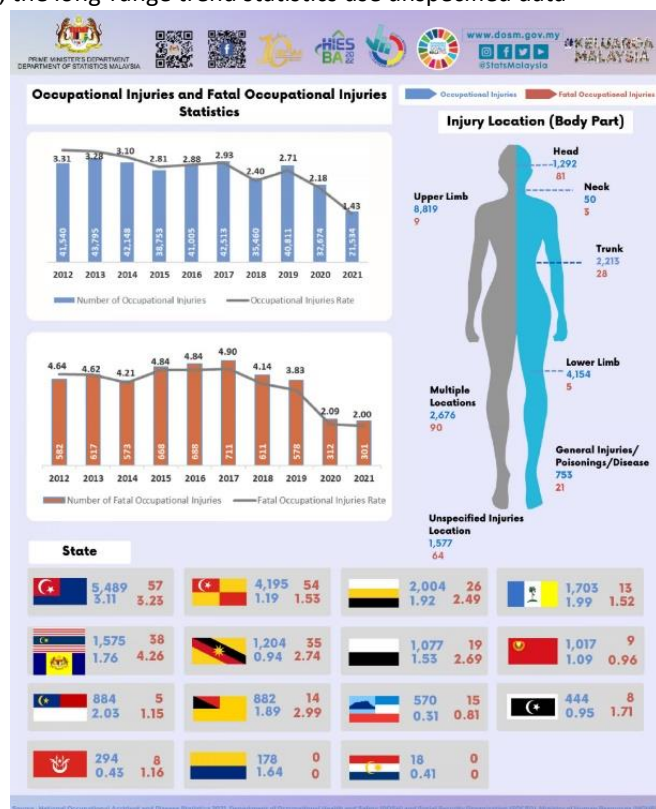 the long-range trend statistics use unspecified data
PRIME MINISTER'S DEPARTMENT
DEPARTMENT OF STATISTICS MALAYSIA
HIES
BA
www.dosm.gov.my
@StatsMalaysia
#KELUARGA
MALAYSIA
Occupational Injuries and Fatal Occupational Injuries
Statistics
Occupational Injuries
Fatal Occupational Injuries
Injury Location (Body Part)
3.31 3.28 3.10 2.81 2.88 2.93 2.40 2.71 2.18 1.43
41,540 43,795 42,148 38,753 41,005 42,513 35,460 40,811 32,674 21,534
2012 2013 2014 2015 2016 2017 2018 2019 2020 2021
Number of Occupational Injuries Occupational Injuries Rate
4.64 4.62 4.21 4.84 4.84 4.90 4.14 3.83 2.09 2.00
582 617 573 668 688 711 611 578 312 301
2012 2013 2014 2015 2016 2017 2018 2019 2020 2021
Number of Fatal Occupational Injuries Fatal Occupational Injuries Rate
Head
1,292
81
Neck
50
3
Upper Limb
8,819
9
Trunk
2,213
28
Lower Limb
4,154
5
Multiple
Locations
2,676
90
General Injuries/
Poisonings/Disease
753
21
Unspecified Injuries
Location
1,577
64
State
5,489 57
3.11 3.23
4,195 54
1.19 1.53
2,004 26
1.92 2.49
1,703 13
1.99 1.52
1,575 38
1.76 4.26
1,204 35
0.94 2.74
1,077 19
1.53 2.69
1,017 9
1.09 0.96
884 5
2.03 1.15
882 14
1.89 2.99
570 15
0.31 0.81
444 8
0.95 1.71
294 8
0.43 1.16
178 0
1.64 0
18 0
0.41 0